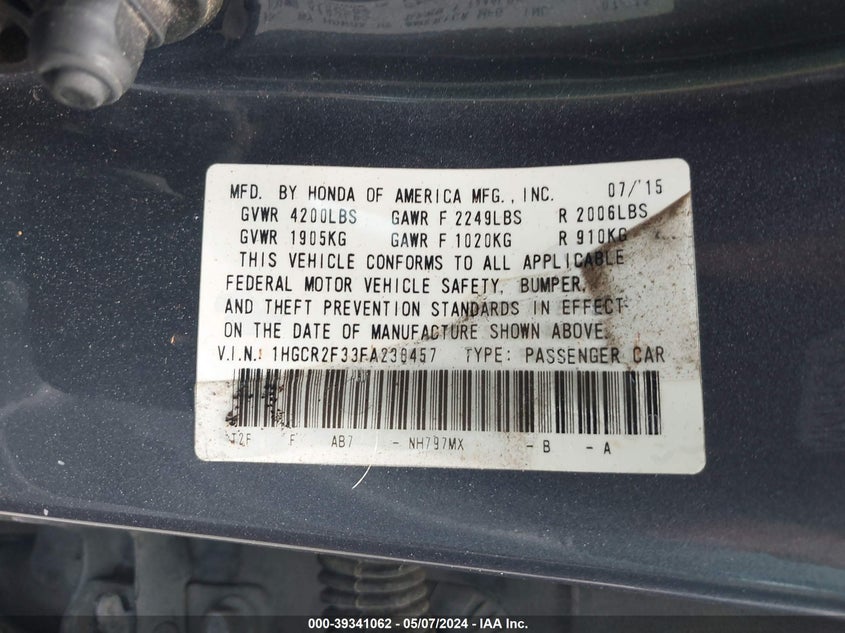 MFD. BY HONDA OF AMERICA MFG., INC. 07/'15
GVWR 4200LBS GAWR F 2249LBS R 2006LBS
GVWR 1905KG GAWR F 1020KG R 910KG
THIS VEHICLE CONFORMS TO ALL APPLICABLE
FEDERAL MOTOR VEHICLE SAFETY, BUMPER,
AND THEFT PREVENTION STANDARDS IN EFFECT
ON THE DATE OF MANUFACTURE SHOWN ABOVE.
V.I.N.: 1HGCR2F33FA238457 TYPE: PASSENGER CAR
T2F F AB7 - NH797MX - B - A
000-39341062 - 05/07/2024 - IAA Inc.